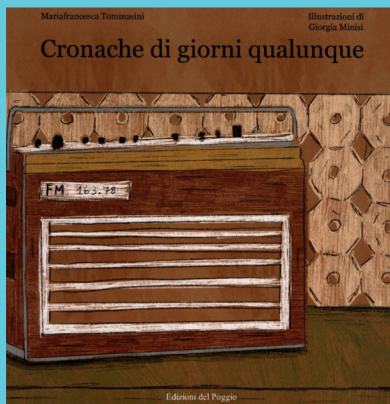 Mariafrancesca Tommasini
Illustrazioni di
Giorgia Minisi
Cronache di giorni qualunque
FM 163.78
Edizioni del Poggio